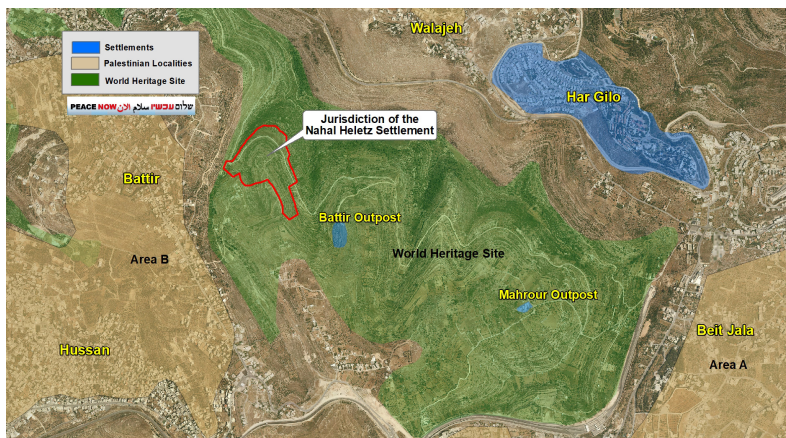 Settlements
Palestinian Localities
World Heritage Site
PEACE NOW שלום עכשיו سلام الآن
Walajeh
Har Gilo
Jurisdiction of the
Nahal Heletz Settlement
Battir
Battir Outpost
Area B
World Heritage Site
Mahrour Outpost
Beit Jala
Hussan
Area A